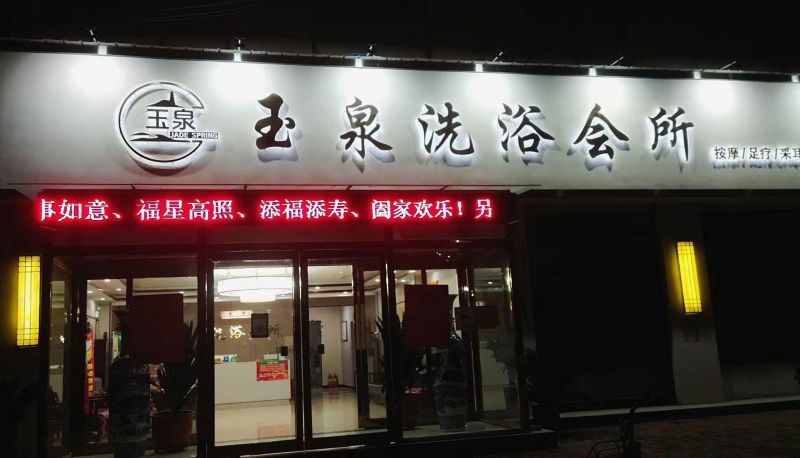 玉泉
JADE SPRING
玉泉洗浴会所
按摩/足疗/采耳
事如意、福星高照、添福添寿、阖家欢乐！另
洗浴 所